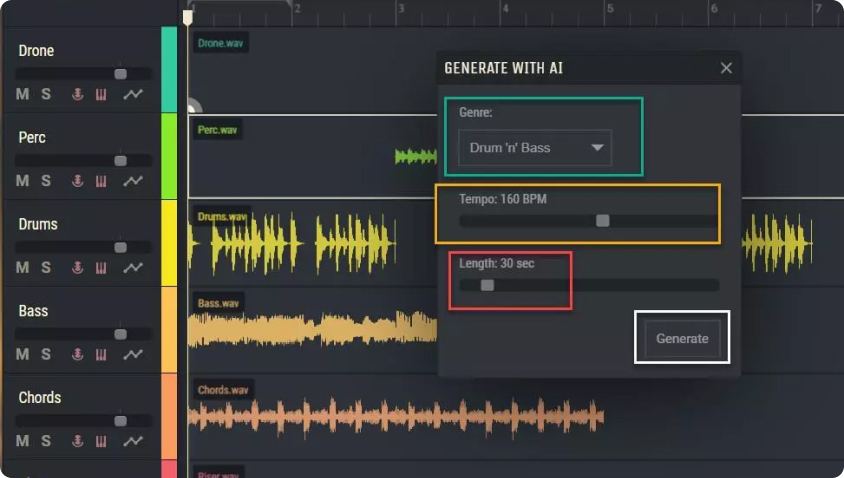 1 2 3 4 5 6 7
Drone
M S
Drone.wav
Perc
M S
Perc.wav
Drums
M S
Drums.wav
Bass
M S
Bass.wav
Chords
M S
Chords.wav
Riser.wav
GENERATE WITH AI
Genre:
Drum 'n' Bass
Tempo: 160 BPM
Length: 30 sec
Generate